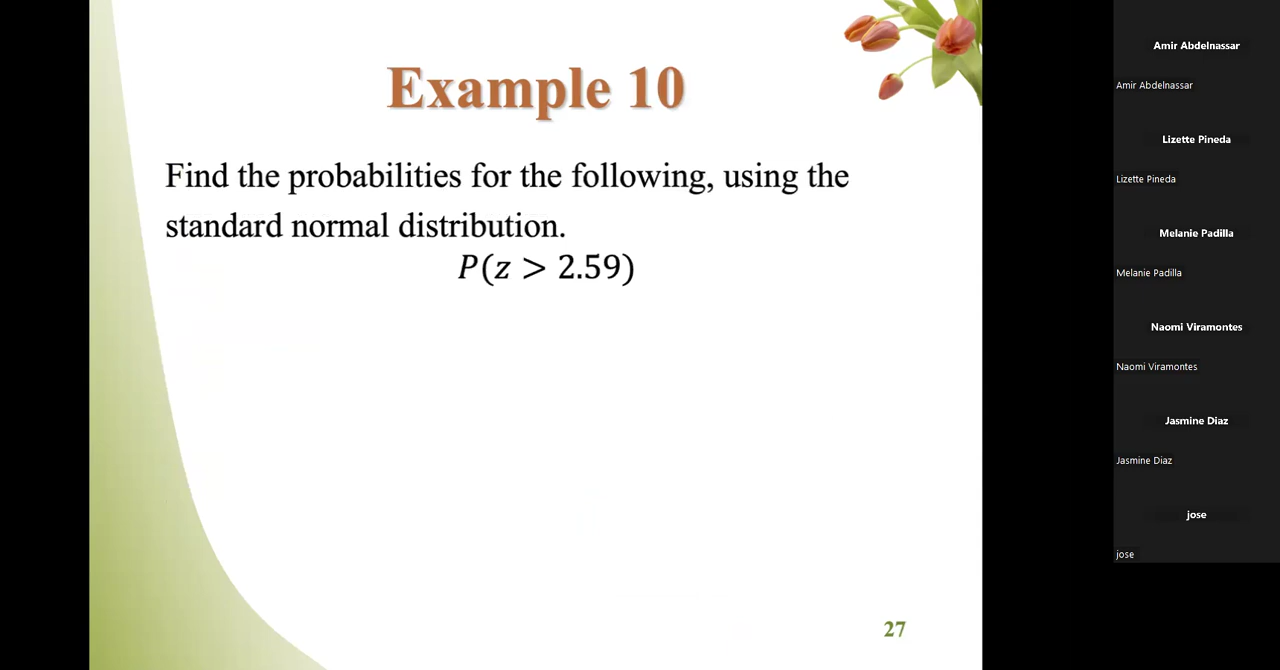 Example 10
Find the probabilities for the following, using the
standard normal distribution.
P(z > 2.59)
27
Amir Abdelnassar
Amir Abdelnassar
Lizette Pineda
Lizette Pineda
Melanie Padilla
Melanie Padilla
Naomi Viramontes
Naomi Viramontes
Jasmine Diaz
Jasmine Diaz
jose
jose